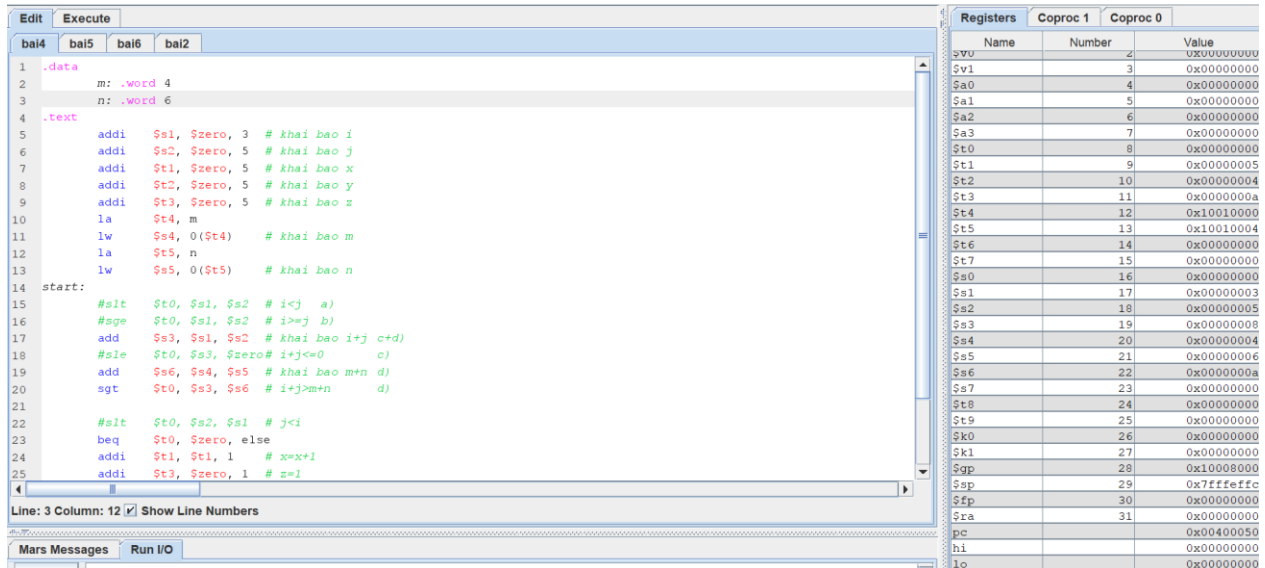 Edit Execute
bai4 bai5 bai6 bai2
1 .data
2 m: .word 4
3 n: .word 6
4 .text
5 addi $s1, $zero, 3 # khai bao i
6 addi $s2, $zero, 5 # khai bao j
7 addi $t1, $zero, 5 # khai bao x
8 addi $t2, $zero, 5 # khai bao y
9 addi $t3, $zero, 5 # khai bao z
10 la $t4, m
11 lw $s4, 0($t4) # khai bao m
12 la $t5, n
13 lw $s5, 0($t5) # khai bao n
14 start:
15 #slt $t0, $s1, $s2 # i<j a)
16 #sge $t0, $s1, $s2 # i>=j b)
17 add $s3, $s1, $s2 # khai bao i+j c+d)
18 #sle $t0, $s3, $zero# i+j<=0 c)
19 add $s6, $s4, $s5 # khai bao m+n d)
20 sgt $t0, $s3, $s6 # i+j>m+n d)
21
22 #slt $t0, $s2, $s1 # j<i
23 beq $t0, $zero, else
24 addi $t1, $t1, 1 # x=x+1
25 addi $t3, $zero, 1 # z=1
Line: 3 Column: 12 Show Line Numbers
Mars Messages Run I/O
Registers Coproc 1 Coproc 0
Name Number Value
$v0 2 0x00000000
$v1 3 0x00000000
$a0 4 0x00000000
$a1 5 0x00000000
$a2 6 0x00000000
$a3 7 0x00000000
$t0 8 0x00000000
$t1 9 0x00000005
$t2 10 0x00000004
$t3 11 0x0000000a
$t4 12 0x10010000
$t5 13 0x10010004
$t6 14 0x00000000
$t7 15 0x00000000
$s0 16 0x00000000
$s1 17 0x00000003
$s2 18 0x00000005
$s3 19 0x00000008
$s4 20 0x00000004
$s5 21 0x00000006
$s6 22 0x0000000a
$s7 23 0x00000000
$t8 24 0x00000000
$t9 25 0x00000000
$k0 26 0x00000000
$k1 27 0x00000000
$gp 28 0x10008000
$sp 29 0x7fffeffc
$fp 30 0x00000000
$ra 31 0x00000000
pc 0x00400050
hi 0x00000000
lo 0x00000000